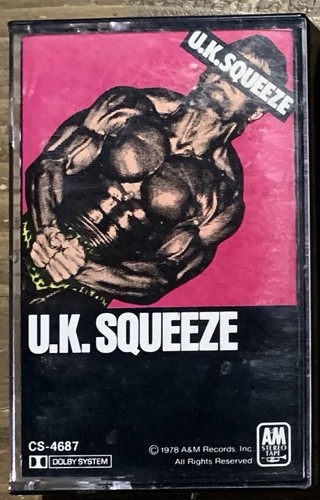 U.K. SQUEEZE
U.K. SQUEEZE
CS-4687
DOLBY SYSTEM
© 1978 A&M Records, Inc.
All Rights Reserved
A&M
STEREO
TAPE